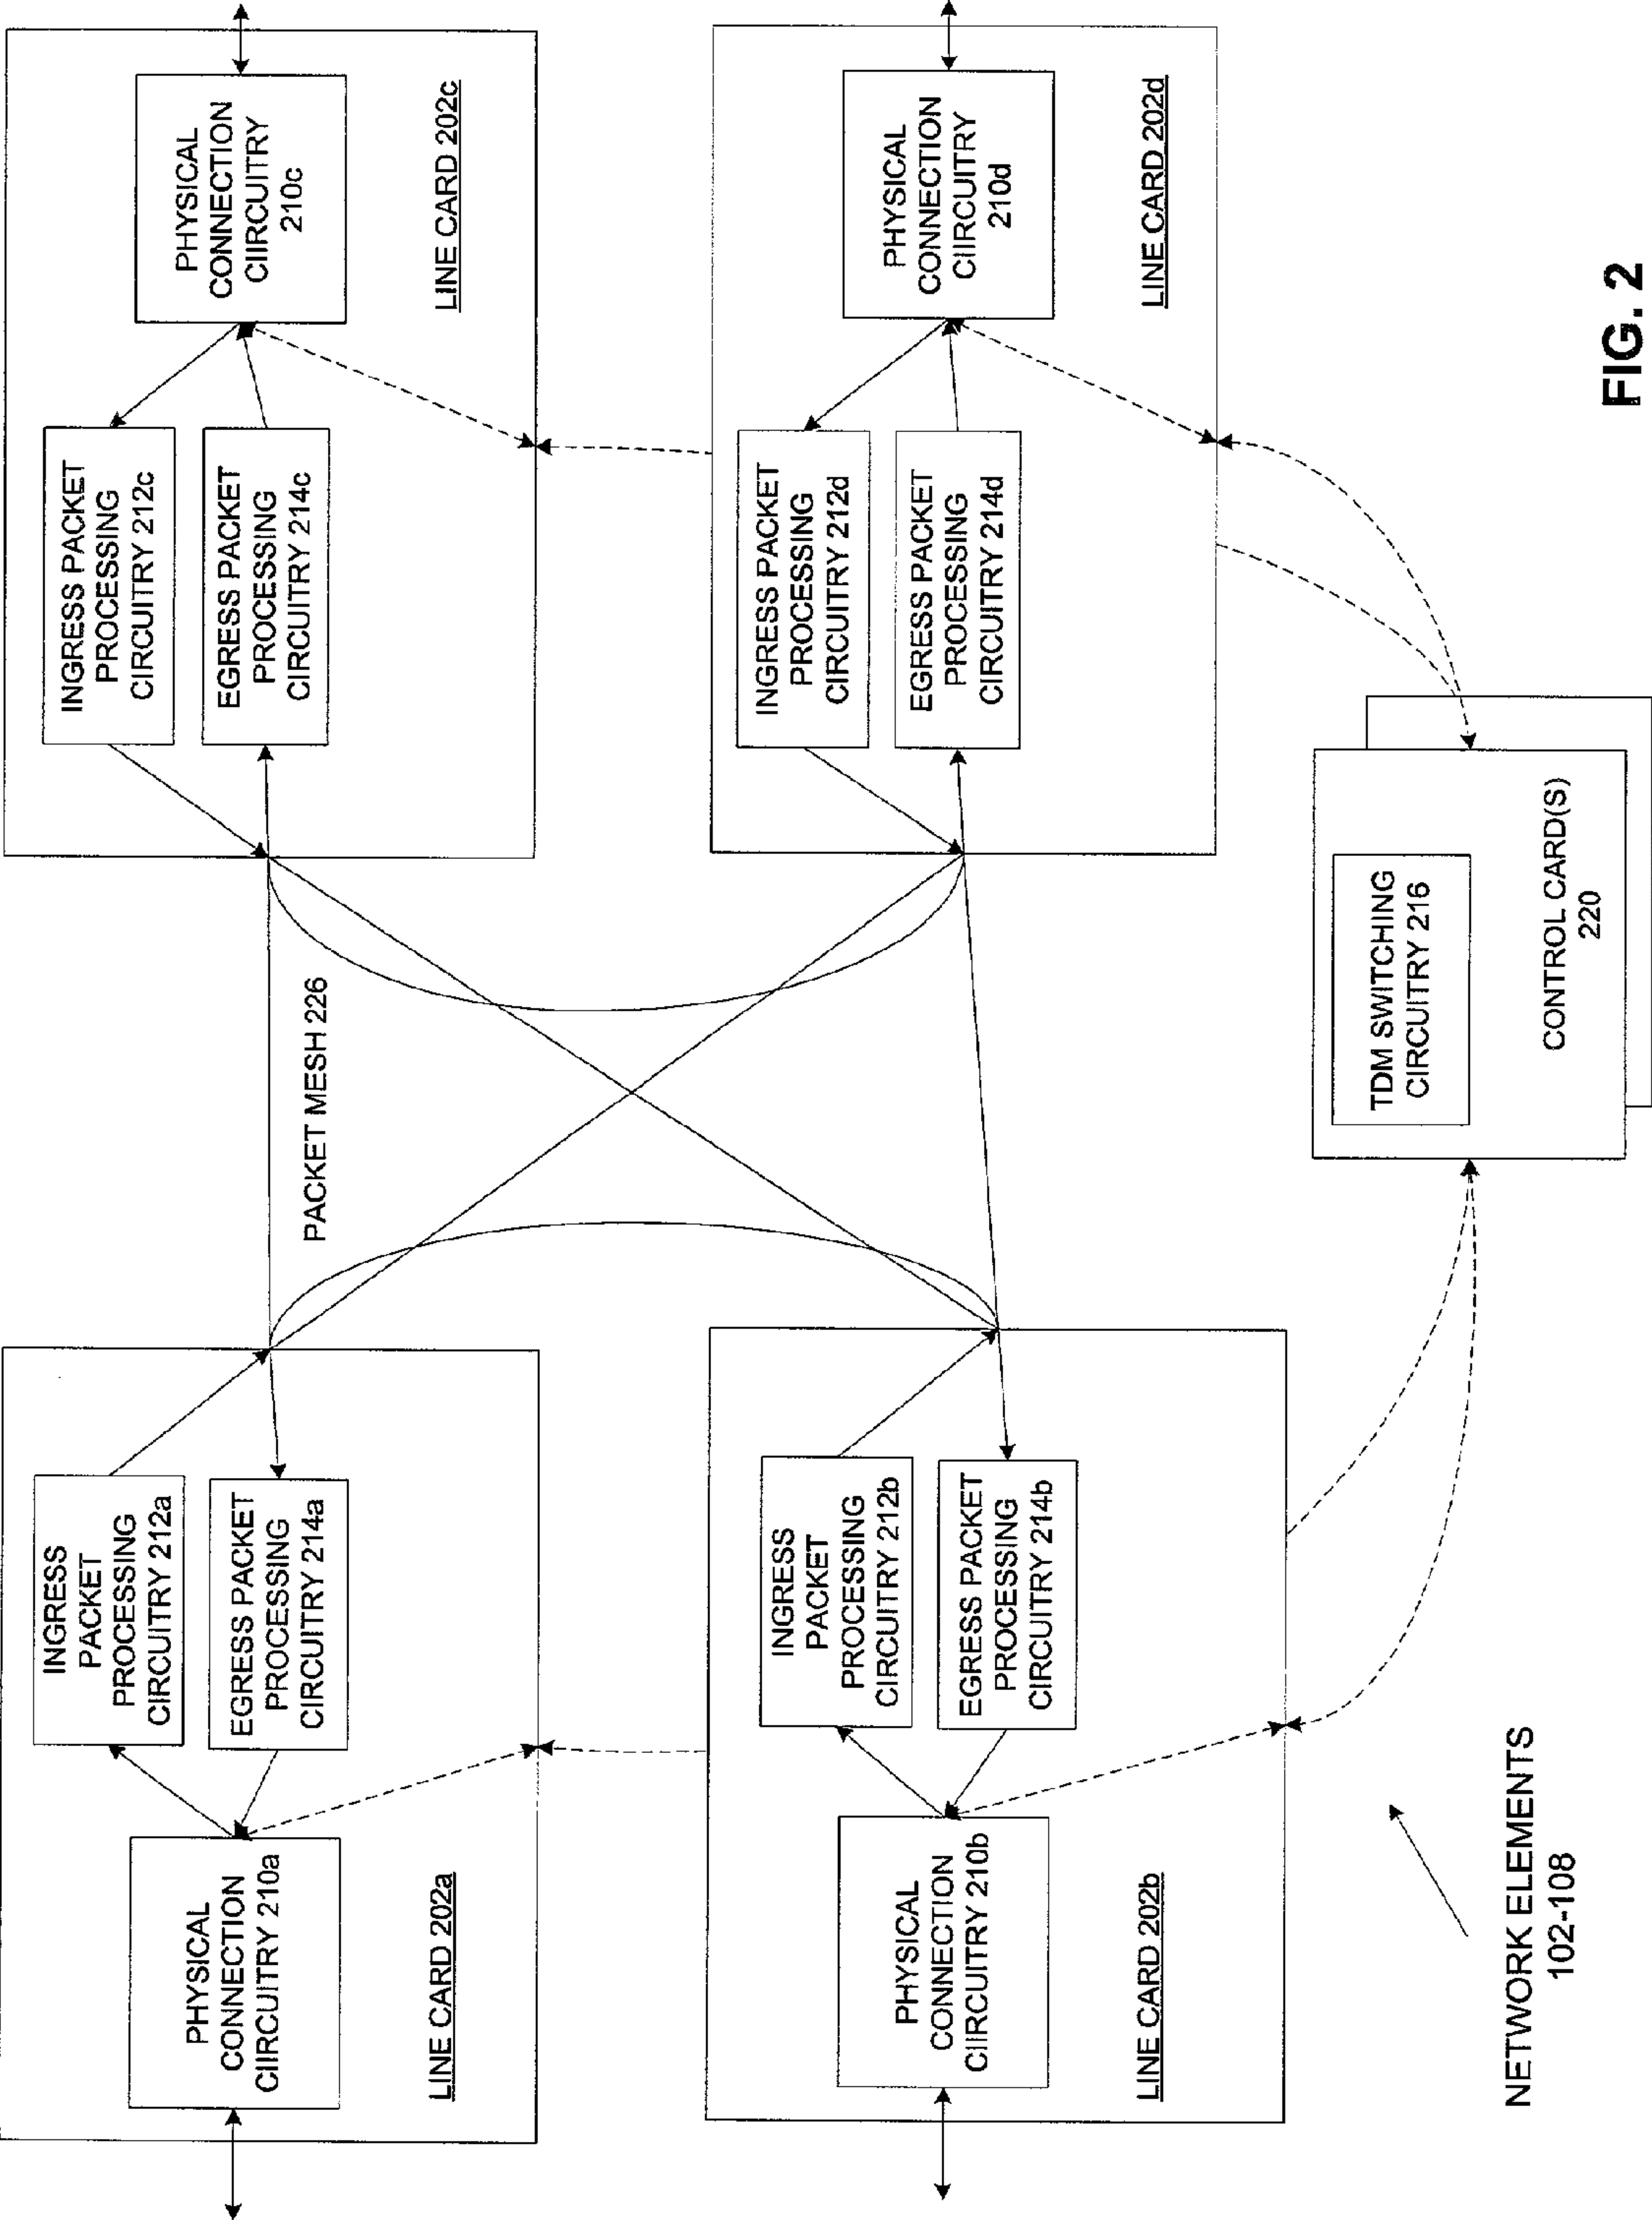 LINE CARD 202a
PHYSICAL
CONNECTION
CIIRCUITRY 210a
INGRESS
PACKET
PROCESSING
CIRCUITRY 212a
EGRESS PACKET
PROCESSING
CIRCUITRY 214a
PACKET MESH 226
INGRESS PACKET
PROCESSING
CIRCUITRY 212c
EGRESS PACKET
PROCESSING
CIRCUITRY 214c
PHYSICAL
CONNECTION
CIIRCUITRY
210c
LINE CARD 202c
PHYSICAL
CONNECTION
CIIRCUITRY 210b
INGRESS
PACKET
PROCESSING
CIRCUITRY 212b
EGRESS PACKET
PROCESSING
CIRCUITRY 214b
LINE CARD 202b
INGRESS PACKET
PROCESSING
CIRCUITRY 212d
EGRESS PACKET
PROCESSING
CIRCUITRY 214d
PHYSICAL
CONNECTION
CIIRCUITRY
210d
LINE CARD 202d
TDM SWITCHING
CIRCUITRY 216
CONTROL CARD(S)
220
NETWORK ELEMENTS
102-108
FIG. 2